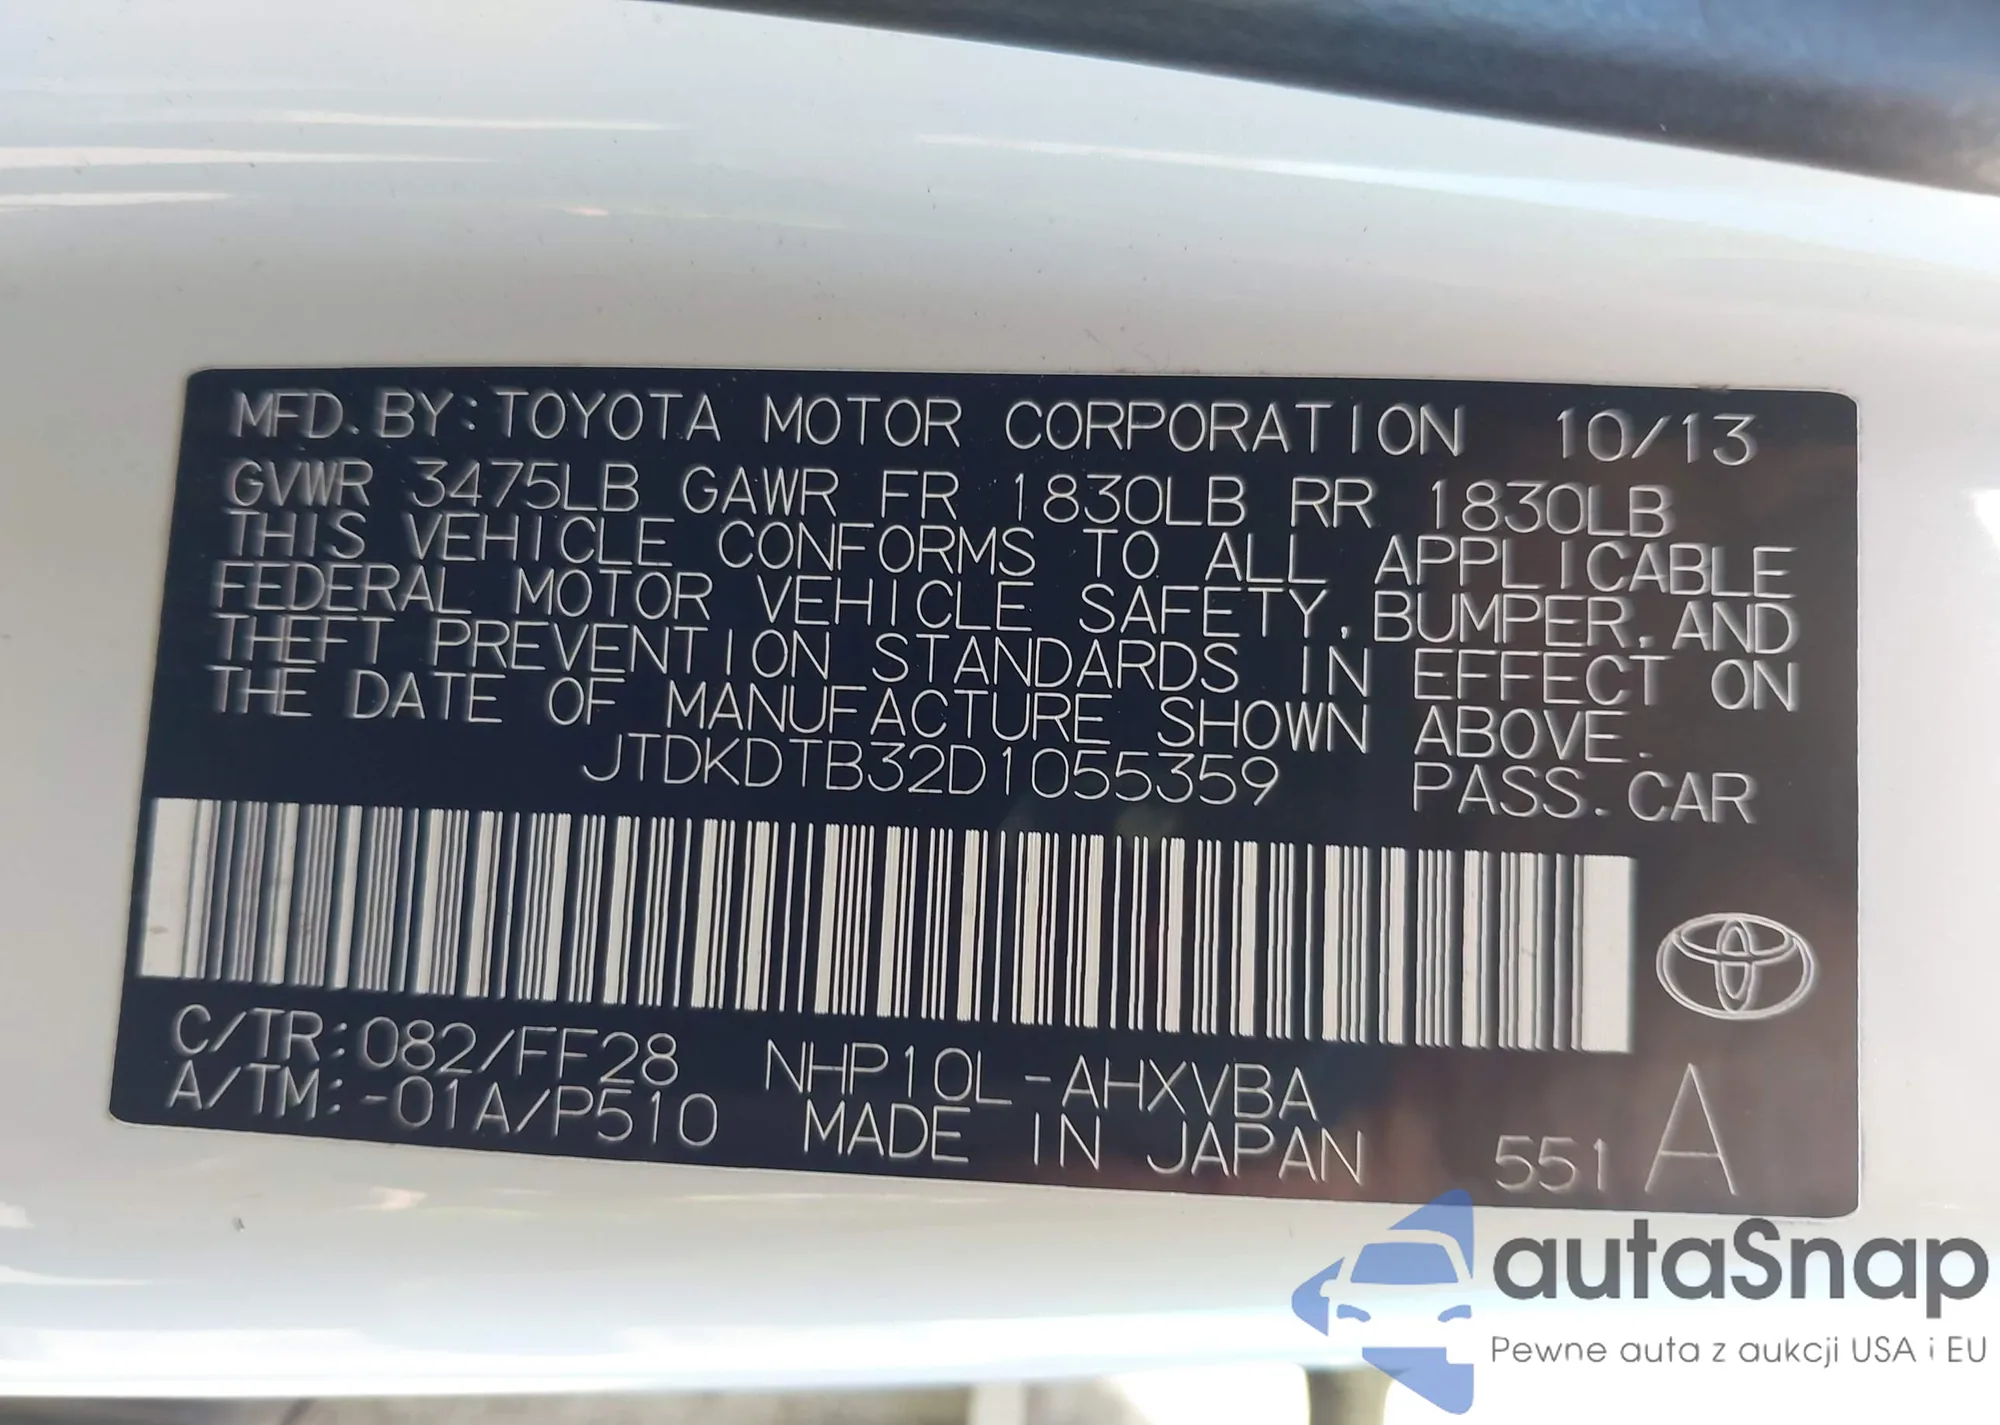 MFD. BY: TOYOTA MOTOR CORPORATION 10/13
GVWR 3475LB GAWR FR 1830LB RR 1830LB
THIS VEHICLE CONFORMS TO ALL APPLICABLE
FEDERAL MOTOR VEHICLE SAFETY, BUMPER, AND
THEFT PREVENTION STANDARDS IN EFFECT ON
THE DATE OF MANUFACTURE SHOWN ABOVE.
JTDKDTB32D1055359 PASS. CAR
C/TR: 082/FF28 NHP10L-AHXVBA
A/TM: -01A/P510 MADE IN JAPAN 551 A
autaSnap
Pewne auta z aukcji USA i EU